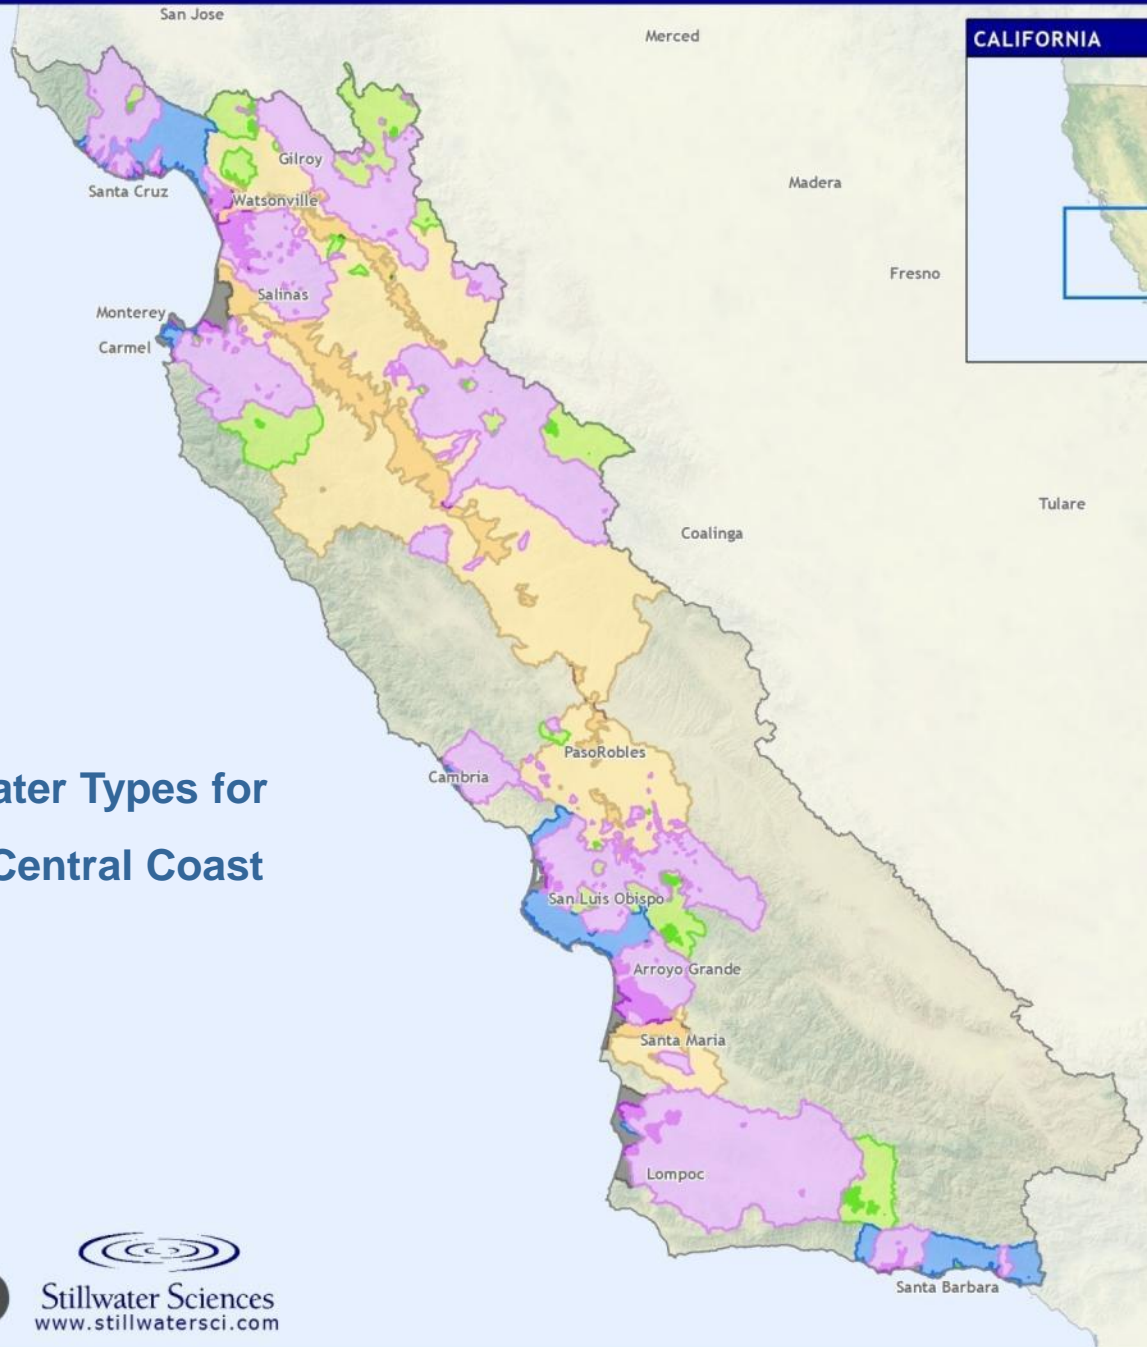 San Jose
Merced
CALIFORNIA
Gilroy
Madera
Santa Cruz
Watsonville
Fresno
Salinas
Monterey
Carmel
Tulare
Coalinga
PasoRobles
Cambria
ater Types for
Central Coast
San Luis Obispo
Arroyo Grande
Santa Maria
Lompoc
Santa Barbara
Stillwater Sciences
www.stillwatersci.com